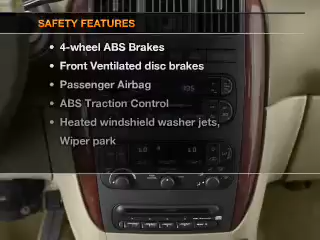 SAFETY FEATURES
• 4-wheel ABS Brakes
• Front Ventilated disc brakes
• Passenger Airbag
• ABS Traction Control
• Heated windshield washer jets,
Wiper park